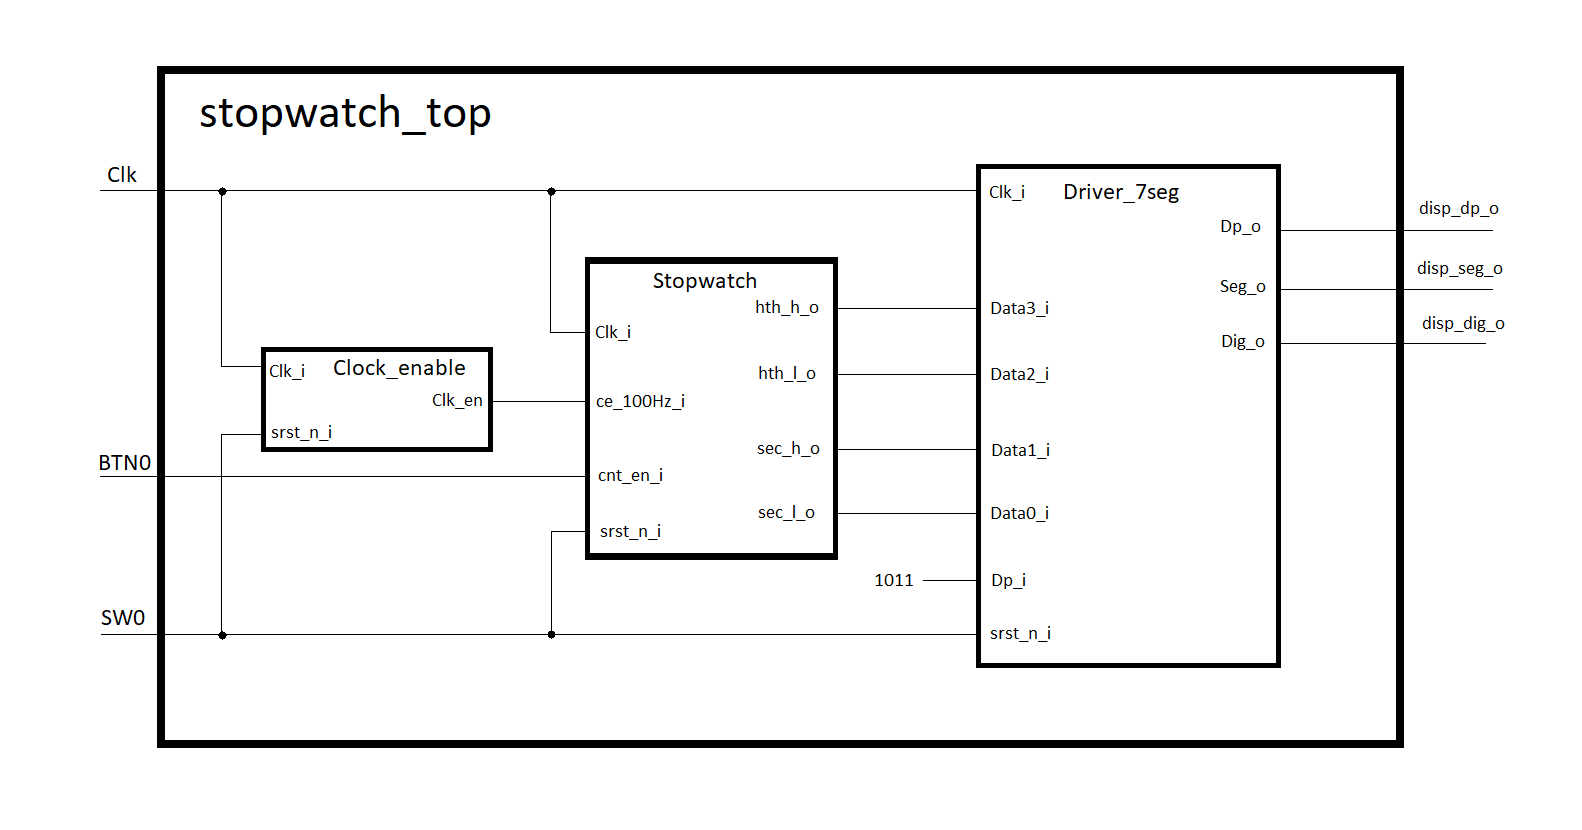 stopwatch_top
Clk
BTN0
SW0
Clock_enable
Clk_i
Clk_en
srst_n_i
Stopwatch
hth_h_o
Clk_i
hth_l_o
ce_100Hz_i
sec_h_o
cnt_en_i
sec_l_o
srst_n_i
1011
Clk_i Driver_7seg
Dp_o
Seg_o
Data3_i
Dig_o
Data2_i
Data1_i
Data0_i
Dp_i
srst_n_i
disp_dp_o
disp_seg_o
disp_dig_o